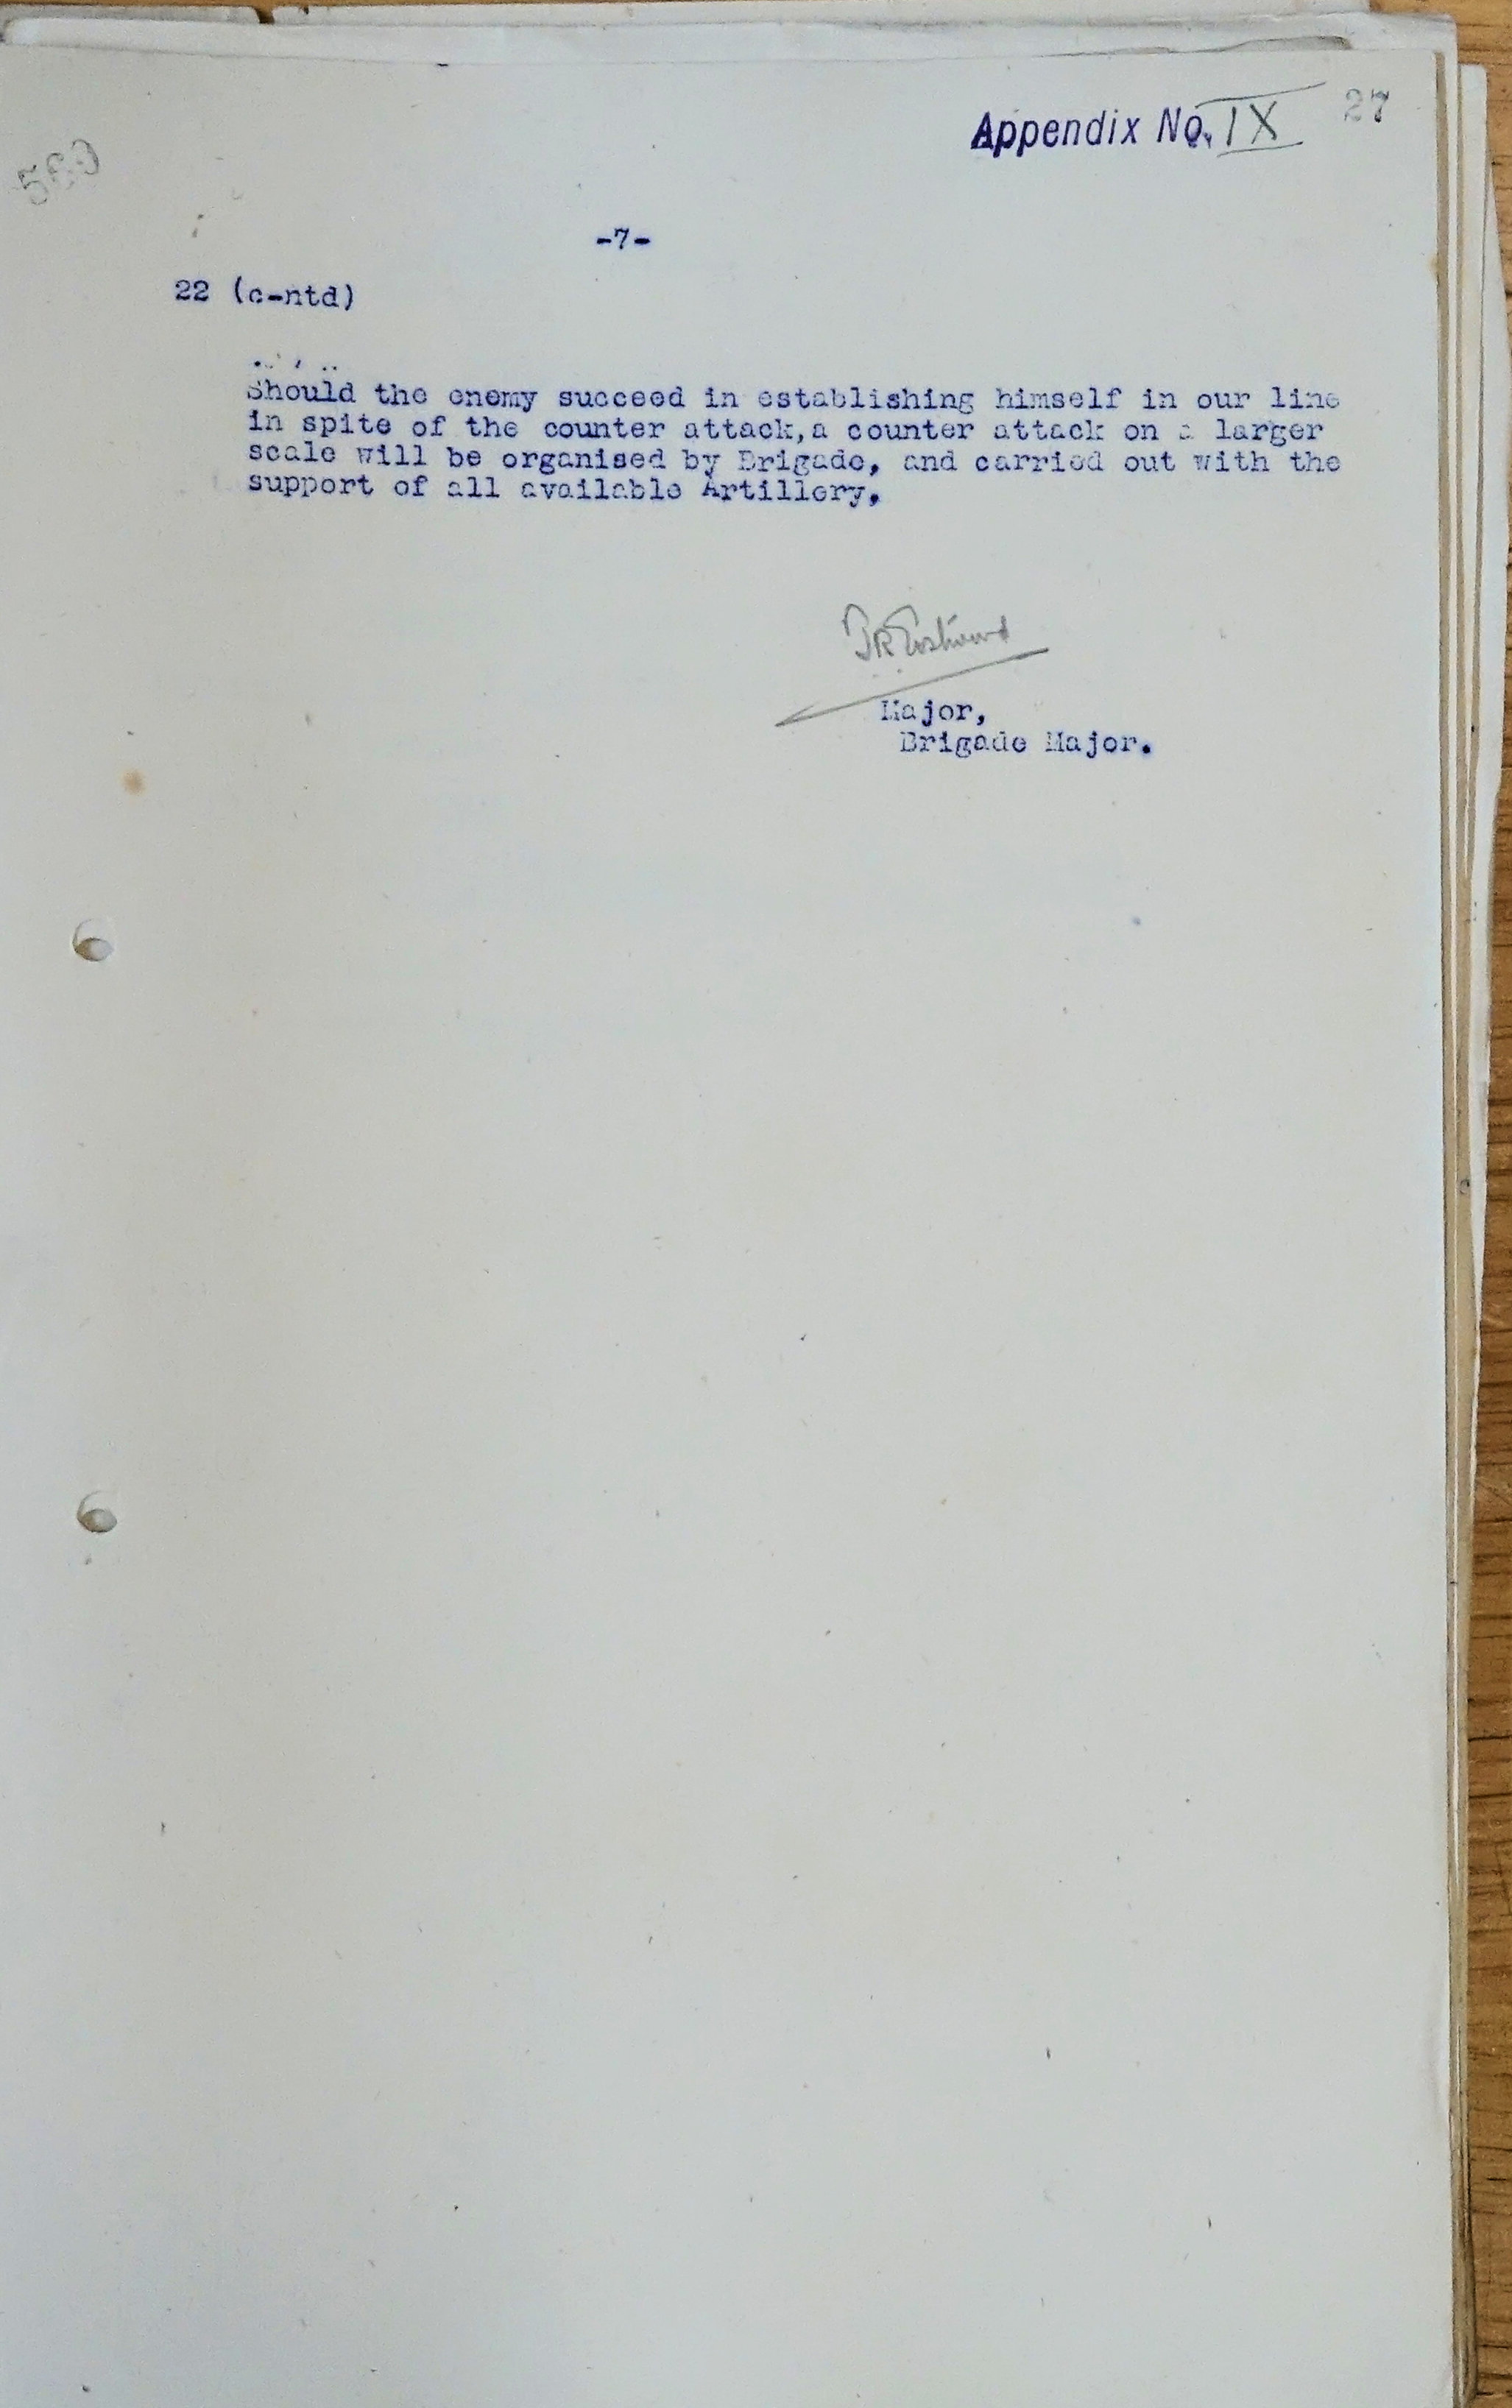 Appendix No. IX 27
-7-
22 (c-ntd)
Should the enemy succeed in establishing himself in our line
in spite of the counter attack,a counter attack on a larger
scale will be organised by Brigade, and carried out with the
support of all available Artillery.
Major,
Brigade Major.